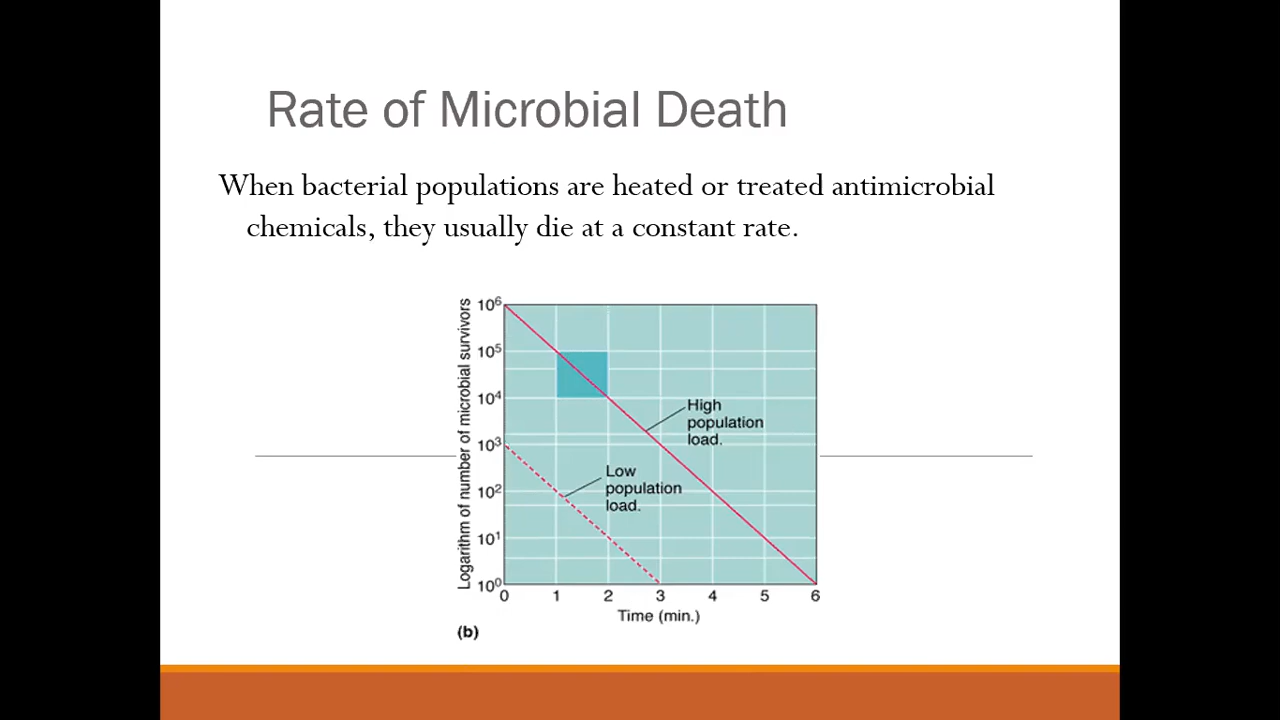 Rate of Microbial Death
When bacterial populations are heated or treated antimicrobial
chemicals, they usually die at a constant rate.
Logarithm of number of microbial survivors
10⁶
10⁵
10⁴
10³
10²
10¹
10⁰
High
population
load.
Low
population
load.
0 1 2 3 4 5 6
Time (min.)
(b)